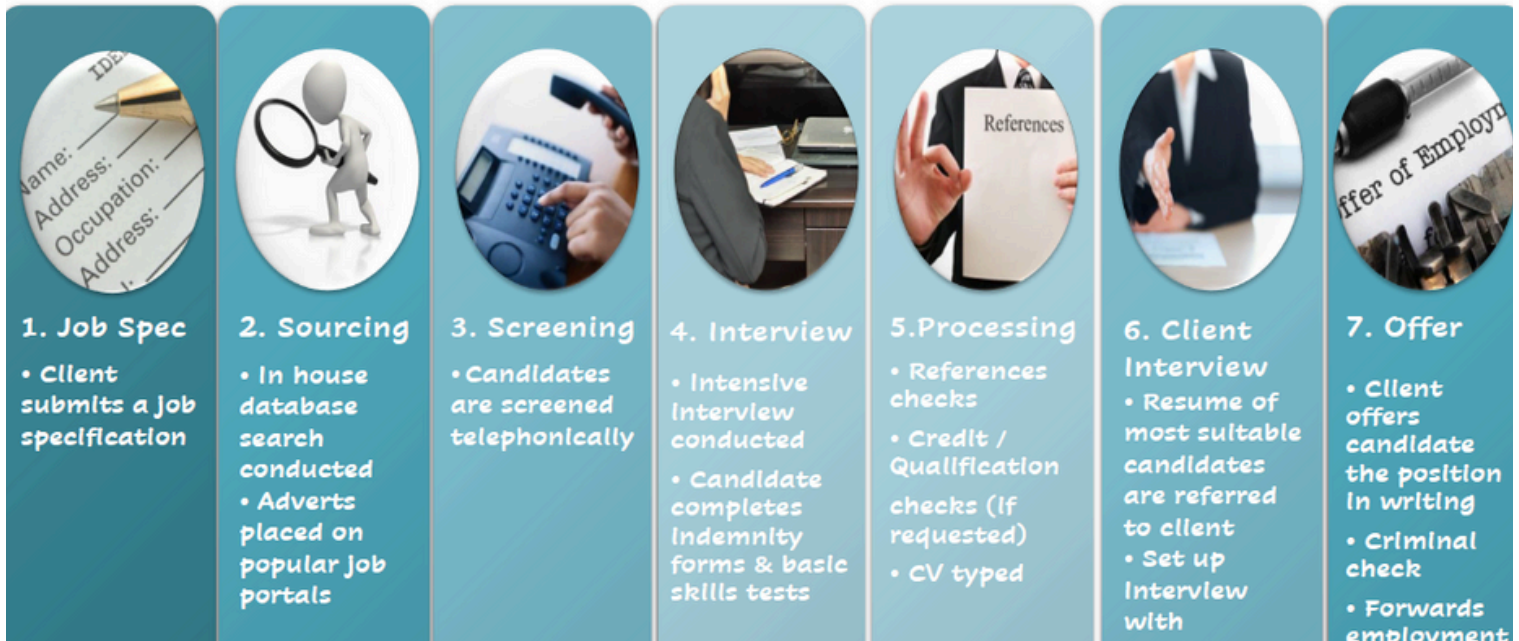 IDE
Name:
Address:
Occupation:
Address:
References
Offer of Employm
1. Job Spec
• Client
submits a job
specification
2. Sourcing
• In house
database
search
conducted
• Adverts
placed on
popular job
portals
3. Screening
• Candidates
are screened
telephonically
4. Interview
• Intensive
interview
conducted
• Candidate
completes
indemnity
forms & basic
skills tests
5.Processing
• References
checks
• Credit /
Qualification
checks (if
requested)
• CV typed
6. Client
Interview
• Resume of
most suitable
candidates
are referred
to client
• Set up
Interview
with
7. Offer
• Client
offers
candidate
the position
in writing
• Criminal
check
• Forwards
employment